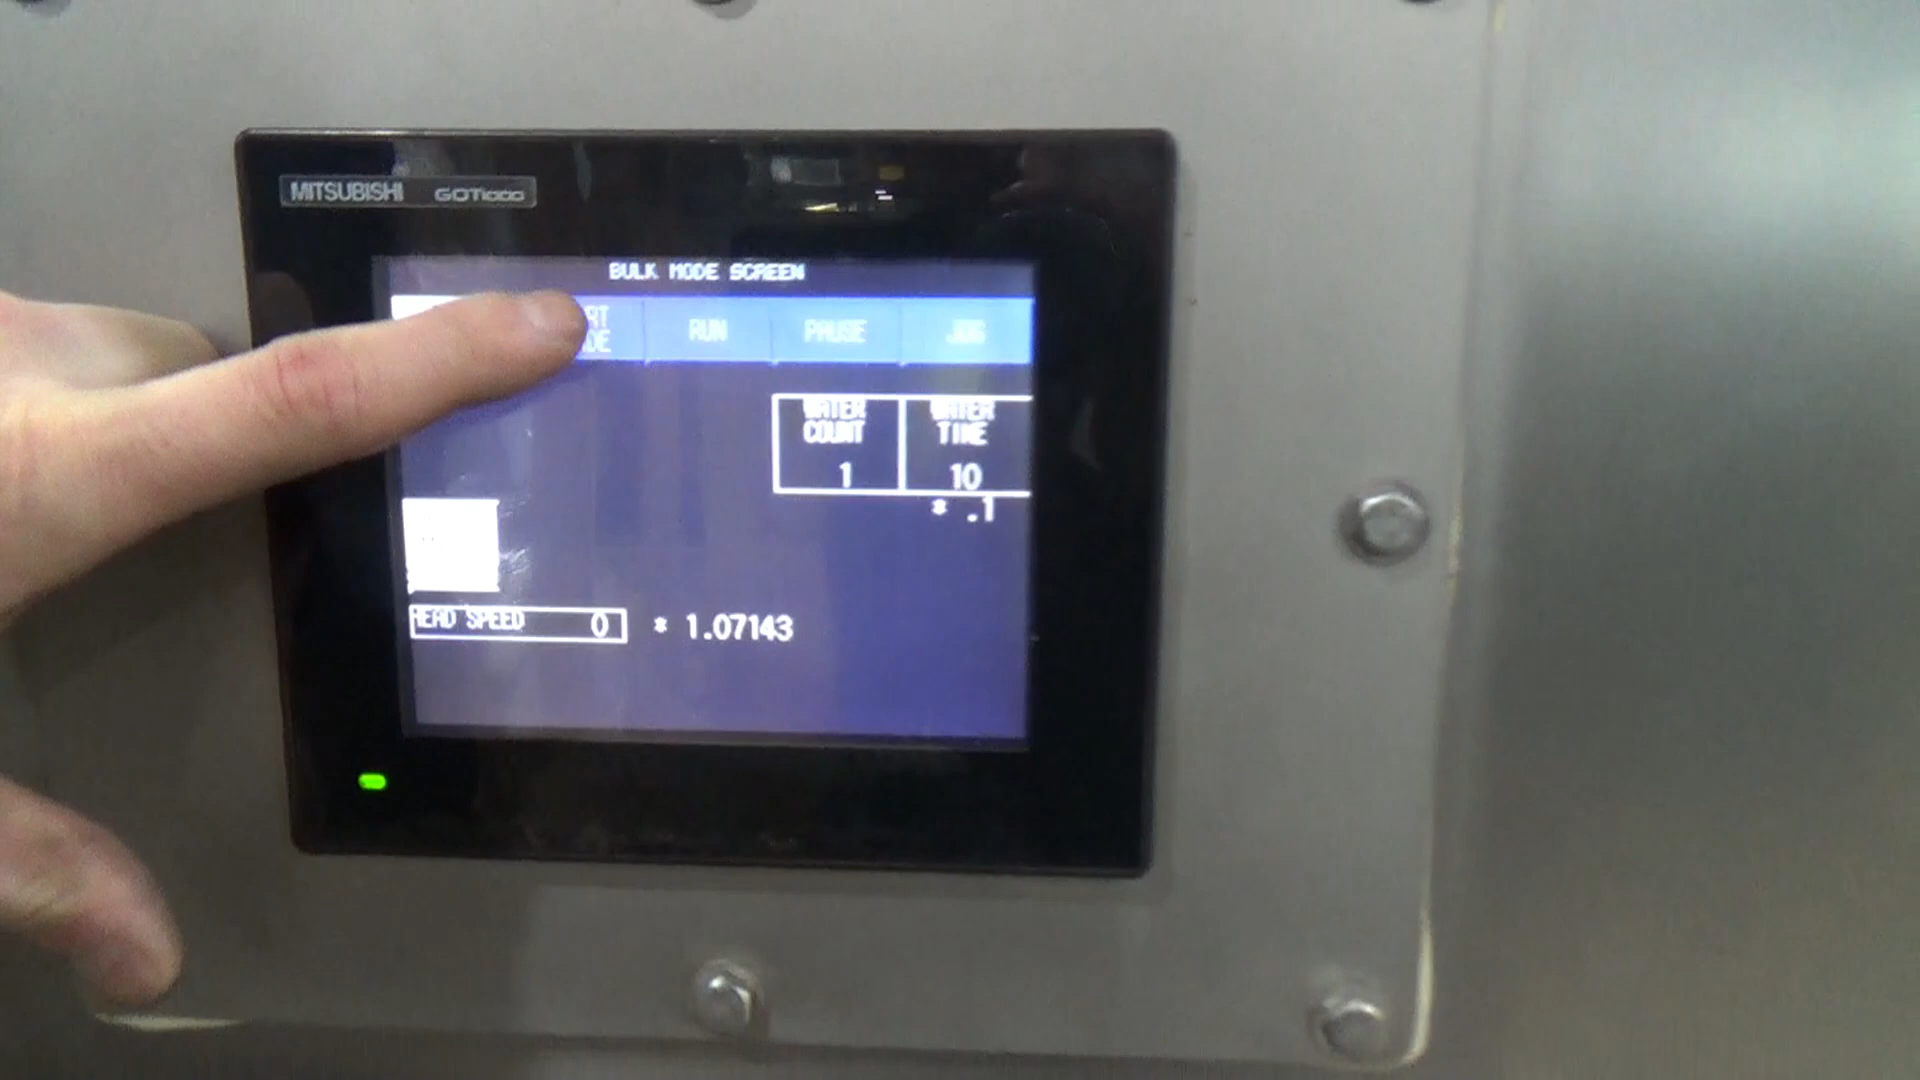 MITSUBISHI GOT1000
BULK MODE SCREEN
RUN PAUSE JOG
WATER COUNT
1
WATER TIME
10
* .1
HEAD SPEED 0 * 1.07143